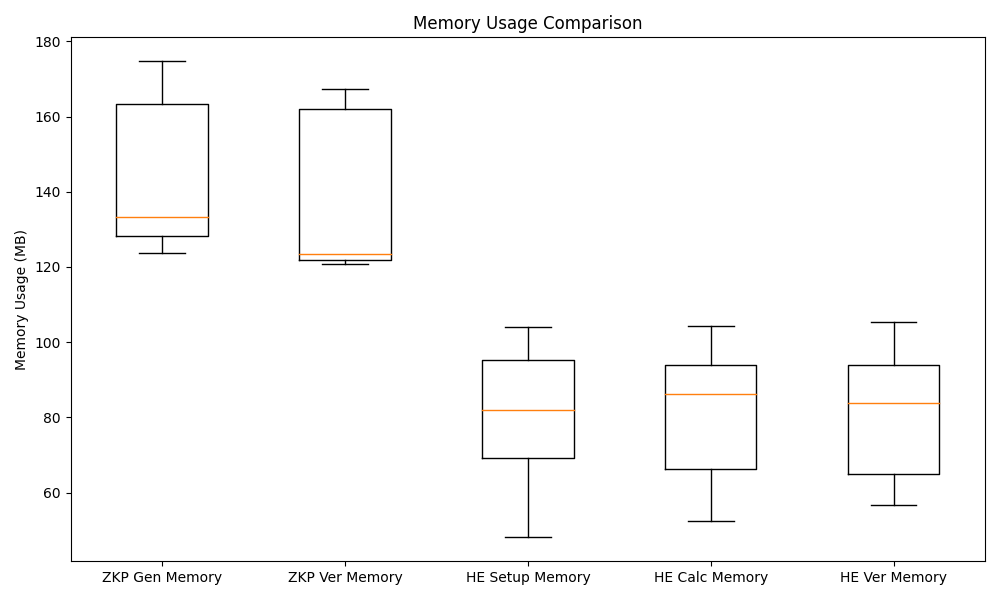 Memory Usage Comparison
Memory Usage (MB)
180
160
140
120
100
80
60
ZKP Gen Memory
ZKP Ver Memory
HE Setup Memory
HE Calc Memory
HE Ver Memory